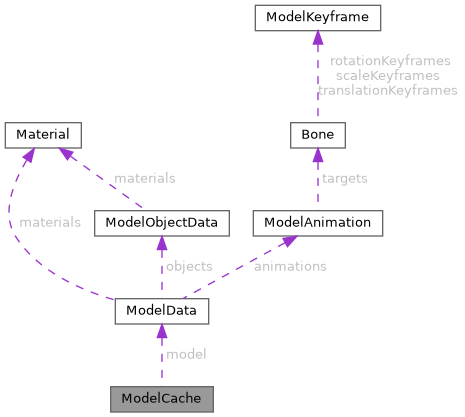 ModelKeyframe
rotationKeyframes
scaleKeyframes
translationKeyframes
Material
Bone
materials
targets
materials
ModelObjectData
ModelAnimation
objects
animations
ModelData
model
ModelCache